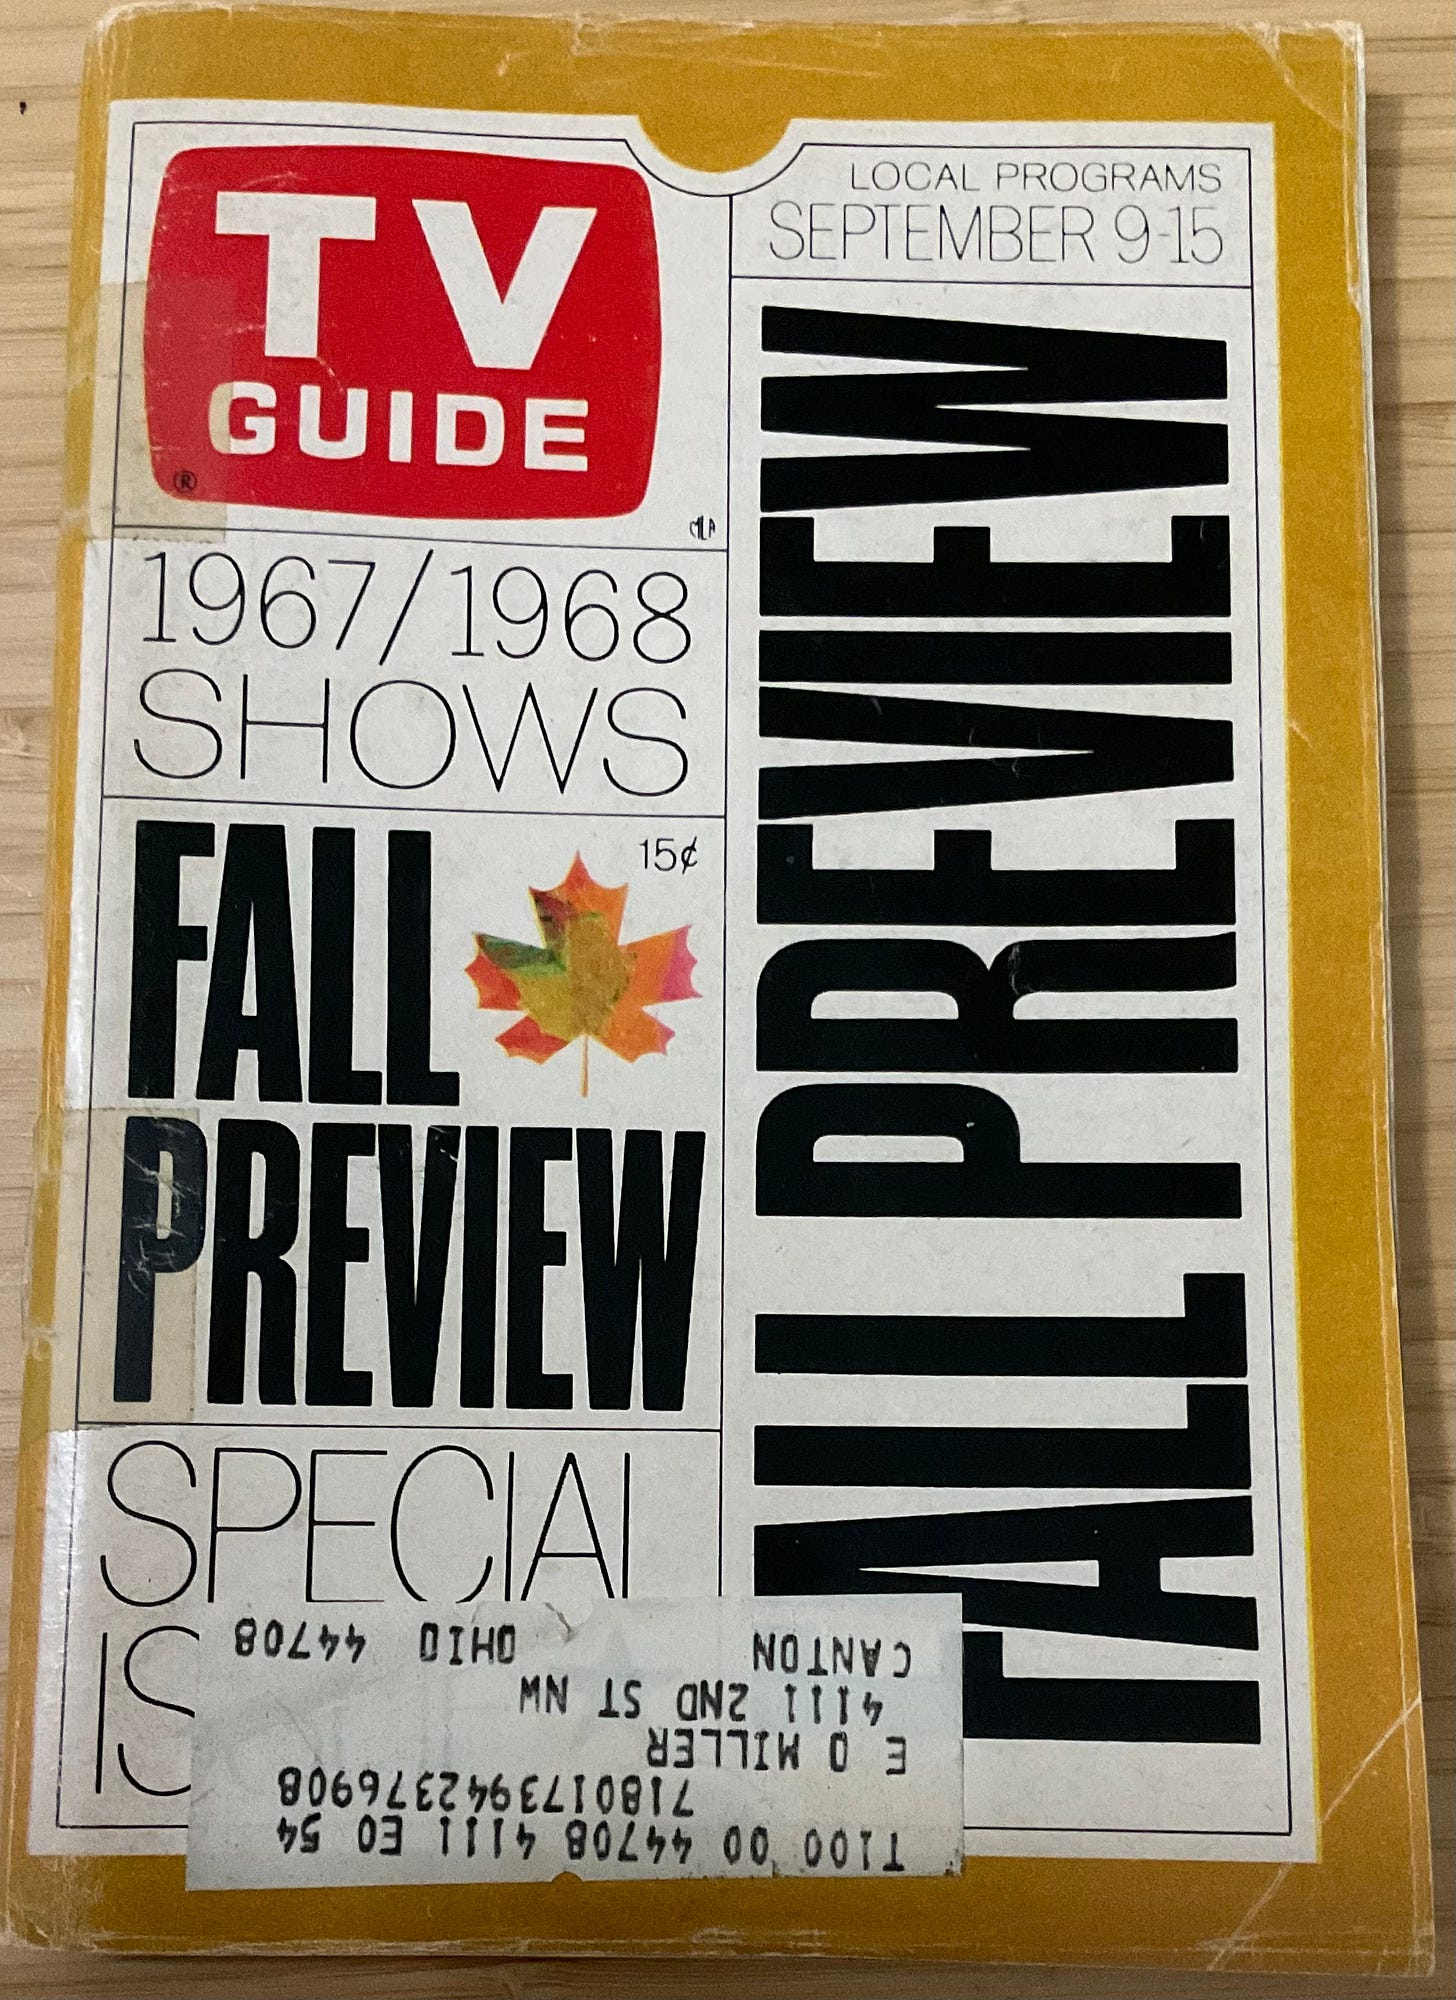 TV
GUIDE
®
LOCAL PROGRAMS
SEPTEMBER 9-15
1967/1968
SHOWS
15¢
FALL
PREVIEW
SPECIAL
IS
FALL PREVIEW
T100 00 44708 4111 EO 54
7180173942376908
E O MILLER
4111 2ND ST NW
CANTON OHIO 44708